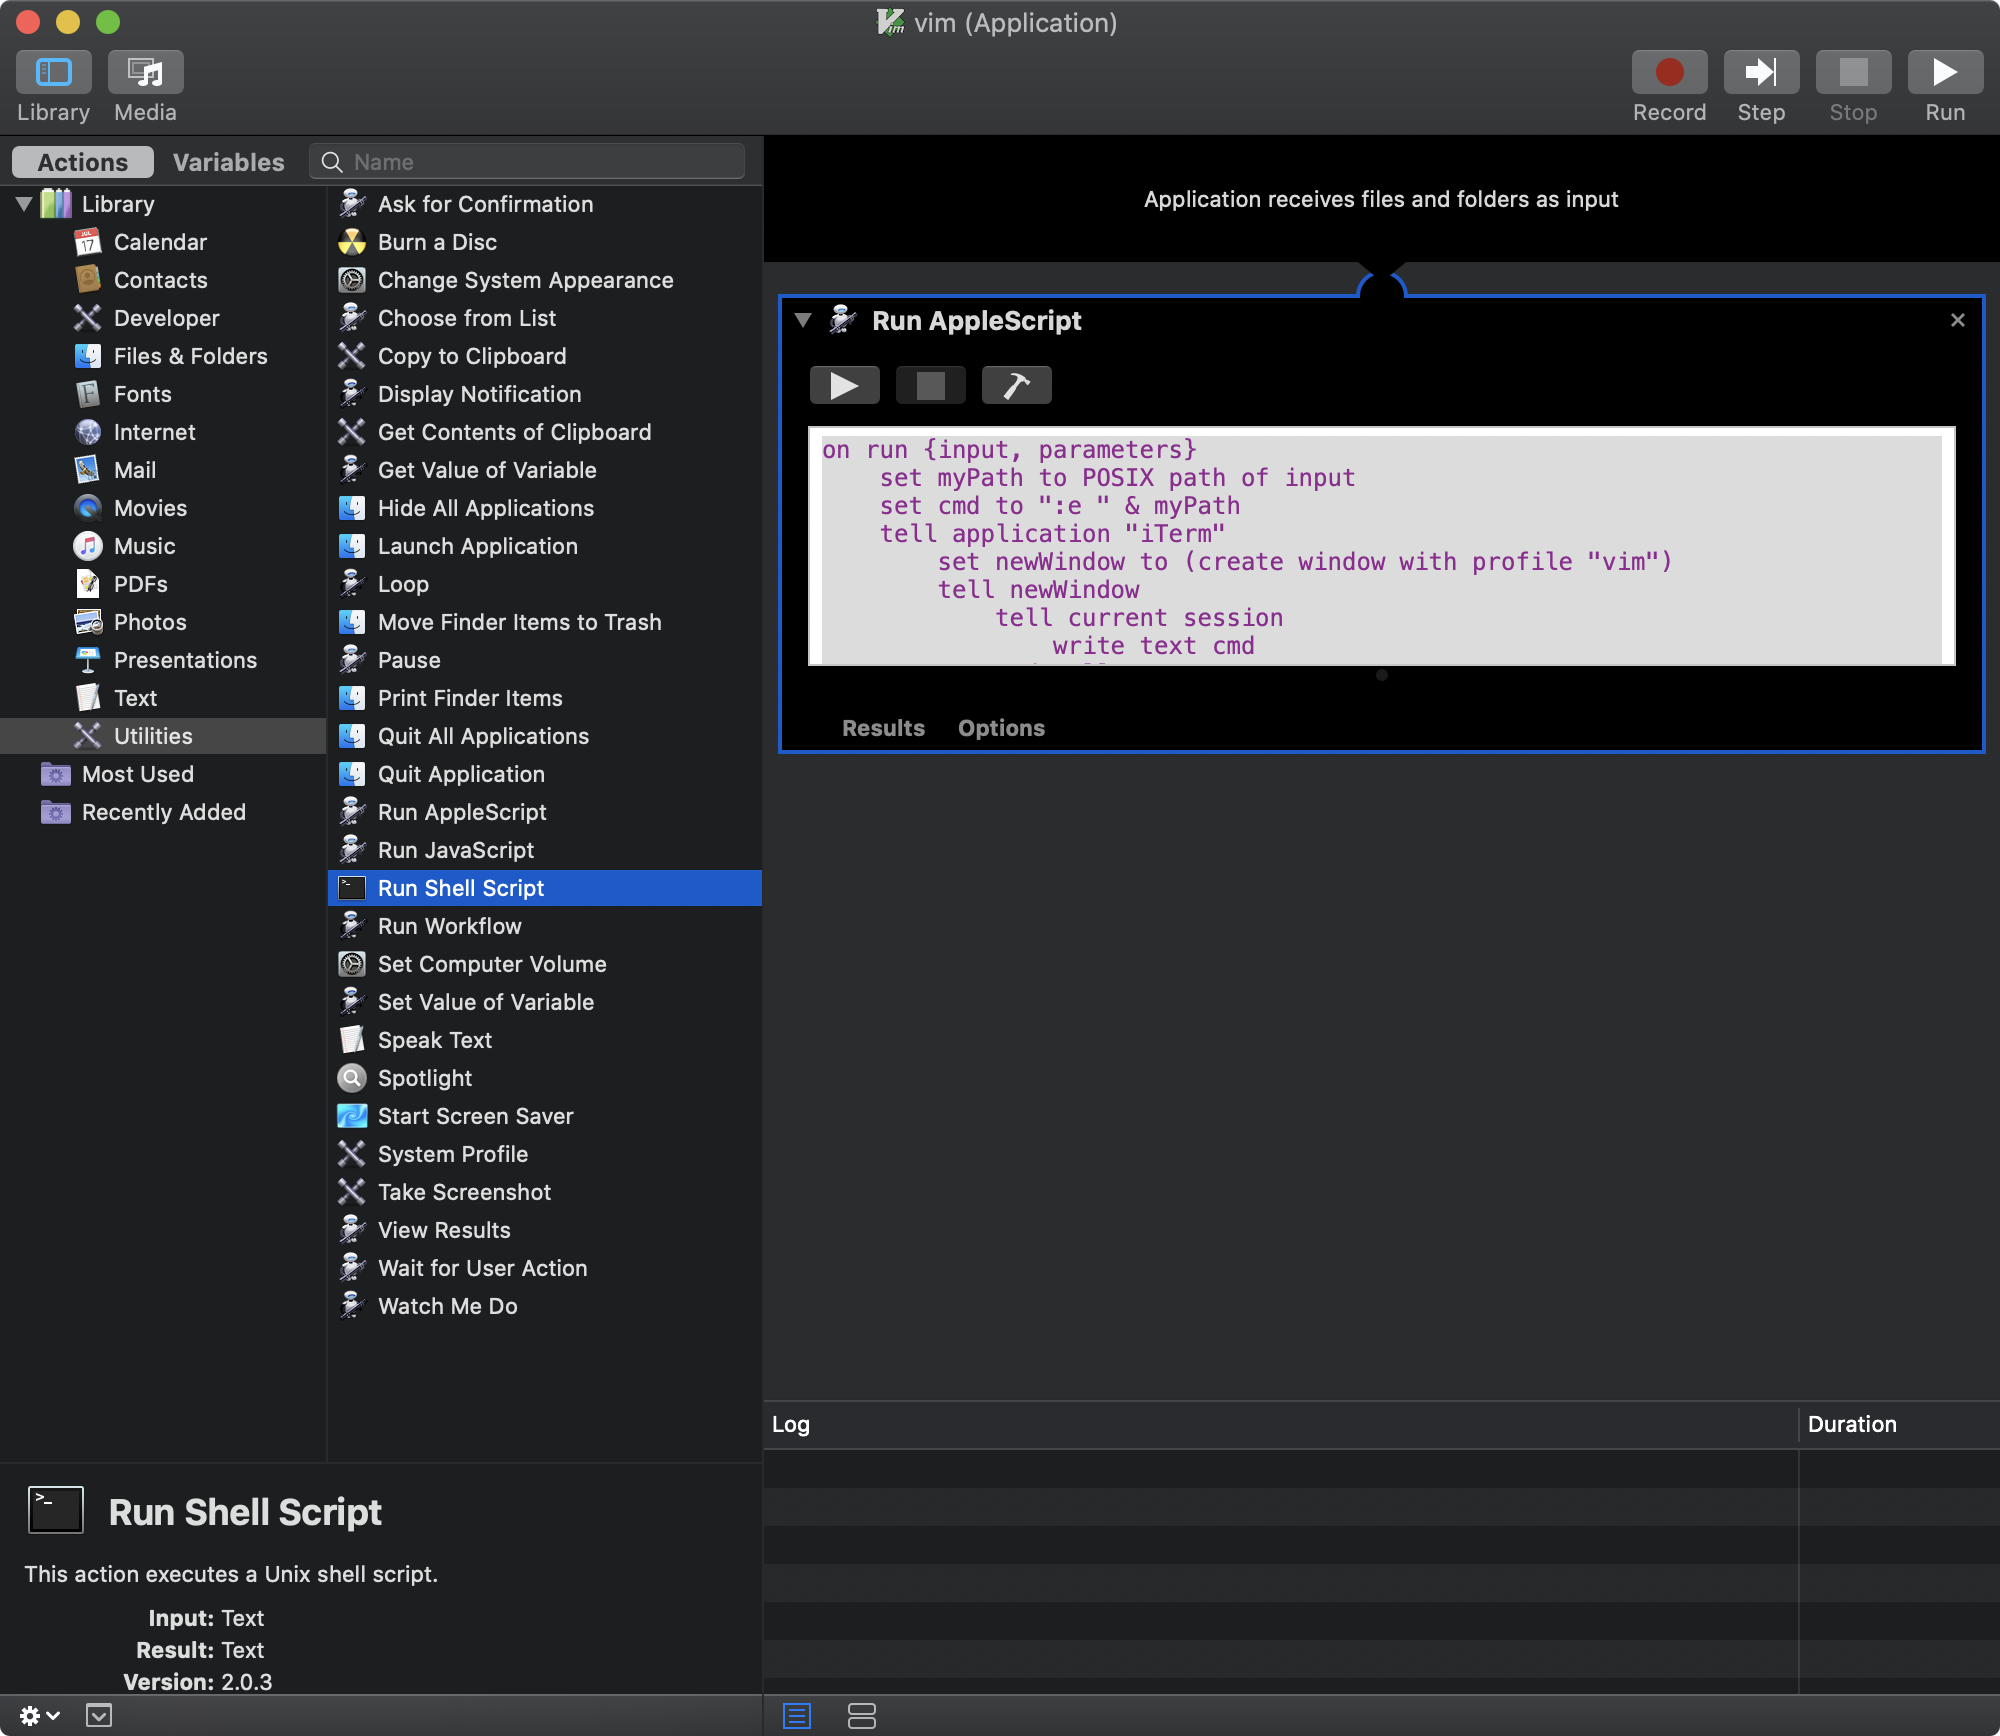 vim (Application)
Library
Media
Record
Step
Stop
Run
Actions
Variables
Name
Library
Calendar
Contacts
Developer
Files & Folders
Fonts
Internet
Mail
Movies
Music
PDFs
Photos
Presentations
Text
Utilities
Most Used
Recently Added
Ask for Confirmation
Burn a Disc
Change System Appearance
Choose from List
Copy to Clipboard
Display Notification
Get Contents of Clipboard
Get Value of Variable
Hide All Applications
Launch Application
Loop
Move Finder Items to Trash
Pause
Print Finder Items
Quit All Applications
Quit Application
Run AppleScript
Run JavaScript
Run Shell Script
Run Workflow
Set Computer Volume
Set Value of Variable
Speak Text
Spotlight
Start Screen Saver
System Profile
Take Screenshot
View Results
Wait for User Action
Watch Me Do
Run Shell Script
This action executes a Unix shell script.
Input: Text
Result: Text
Version: 2.0.3
Application receives files and folders as input
Run AppleScript
on run {input, parameters}
set myPath to POSIX path of input
set cmd to ":e " & myPath
tell application "iTerm"
set newWindow to (create window with profile "vim")
tell newWindow
tell current session
write text cmd
Results
Options
Log
Duration